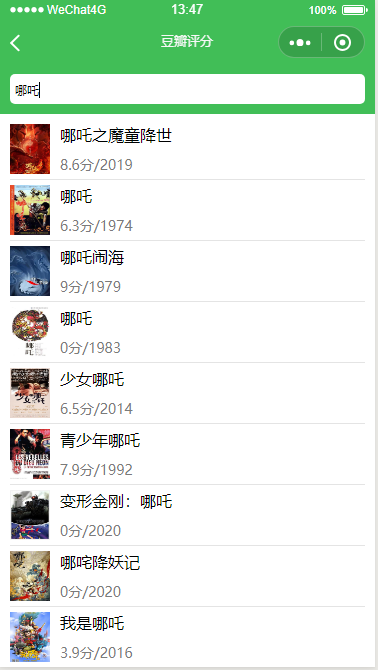 WeChat4G 13:47 100%
豆瓣评分
哪吒
哪吒之魔童降世
8.6分/2019
哪吒
6.3分/1974
哪吒闹海
9分/1979
哪吒
0分/1983
少女哪吒
6.5分/2014
青少年哪吒
7.9分/1992
变形金刚：哪吒
0分/2020
哪咤降妖记
0分/2020
我是哪吒
3.9分/2016